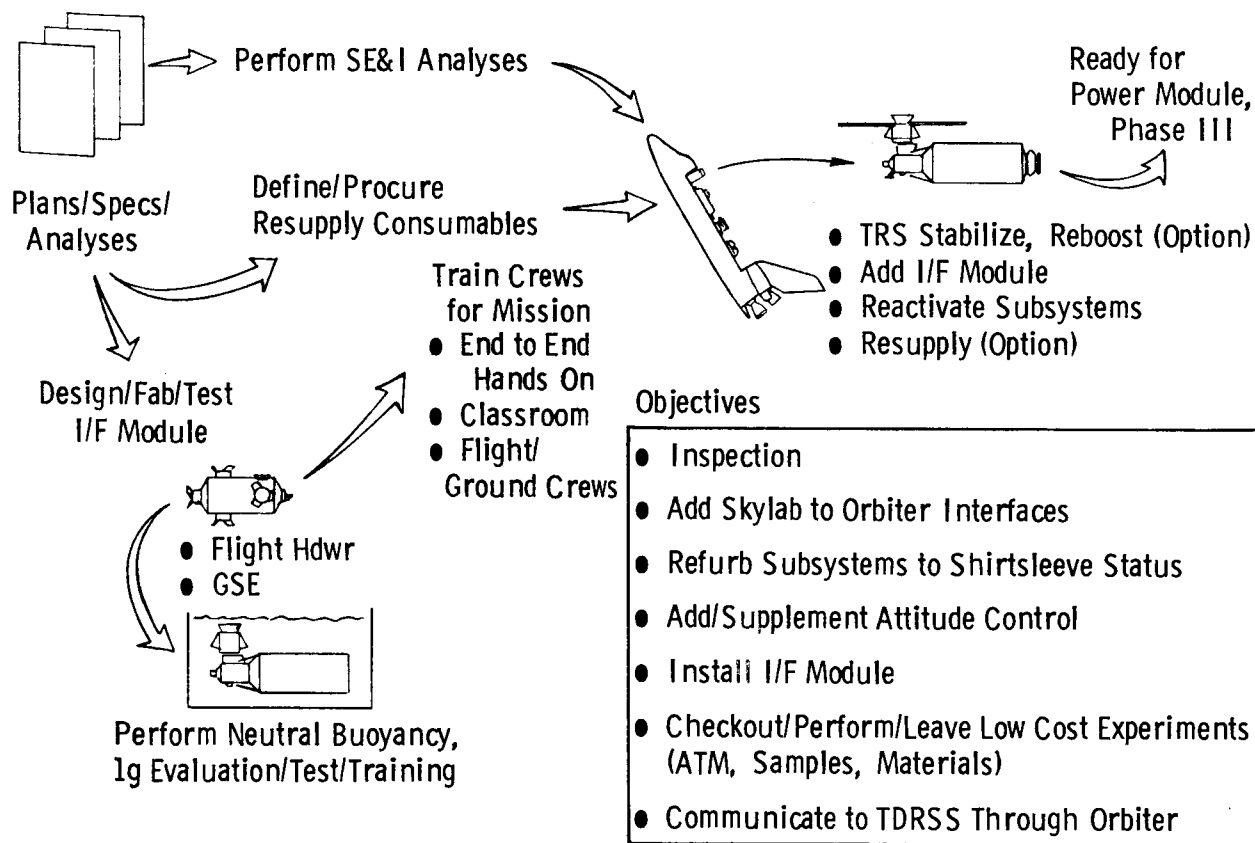 Perform SE&I Analyses
Ready for
Power Module,
Phase III
Plans/Specs/
Analyses
Define/Procure
Resupply Consumables
● TRS Stabilize, Reboost (Option)
● Add I/F Module
● Reactivate Subsystems
● Resupply (Option)
Train Crews
for Mission
● End to End
Hands On
● Classroom
● Flight/
Ground Crews
Design/Fab/Test
I/F Module
● Flight Hdwr
● GSE
Perform Neutral Buoyancy,
1g Evaluation/Test/Training
Objectives
● Inspection
● Add Skylab to Orbiter Interfaces
● Refurb Subsystems to Shirtsleeve Status
● Add/Supplement Attitude Control
● Install I/F Module
● Checkout/Perform/Leave Low Cost Experiments
(ATM, Samples, Materials)
● Communicate to TDRSS Through Orbiter